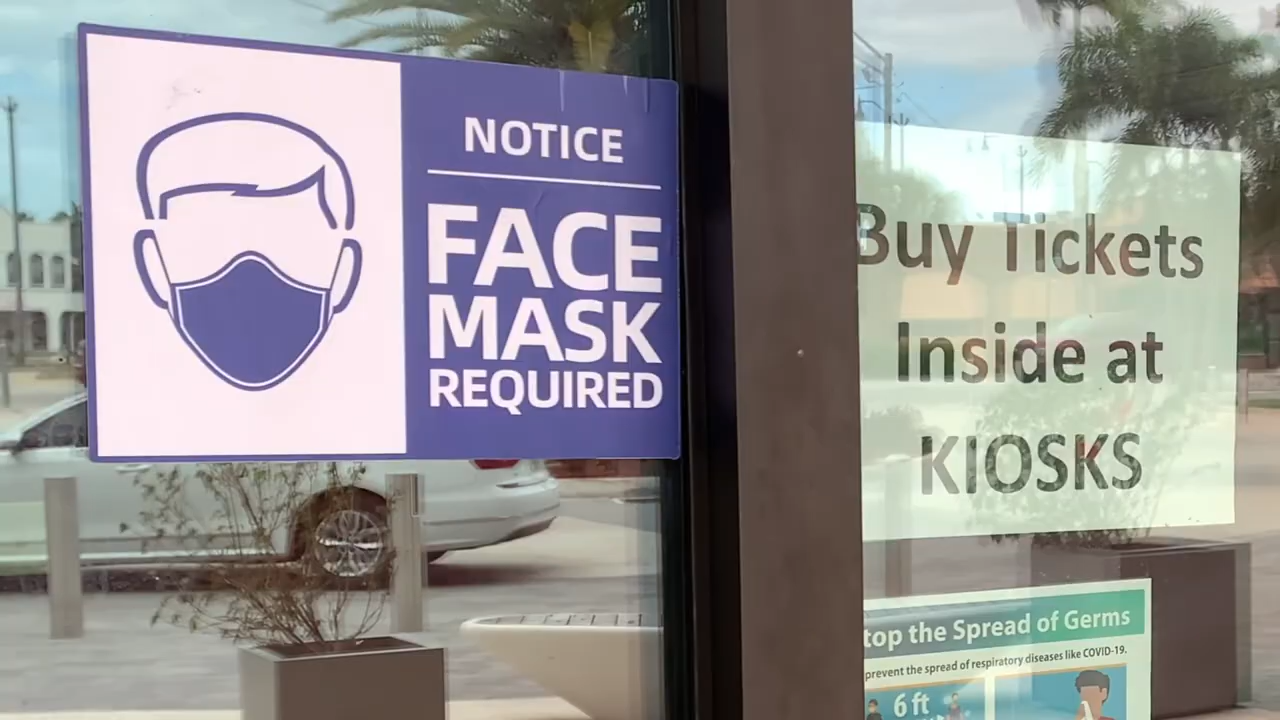 NOTICE
FACE
MASK
REQUIRED
Buy Tickets
Inside at
KIOSKS
top the Spread of Germs
prevent the spread of respiratory diseases like COVID-19.
6 ft